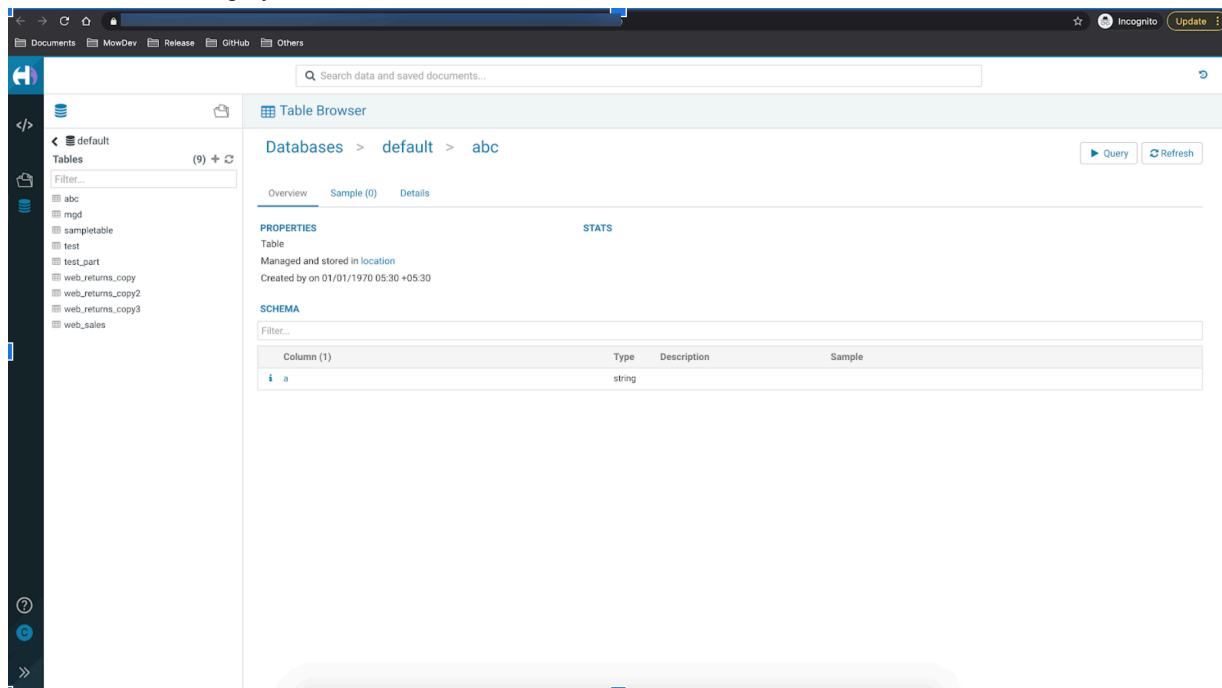 Incognito
Update
Documents MowDev Release GitHub Others
Search data and saved documents...
Table Browser
default
Tables (9)
Filter...
abc
mgd
sampletable
test
test_part
web_returns_copy
web_returns_copy2
web_returns_copy3
web_sales
Databases > default > abc
Query Refresh
Overview Sample (0) Details
PROPERTIES STATS
Table
Managed and stored in location
Created by on 01/01/1970 05:30 +05:30
SCHEMA
Filter...
Column (1) Type Description Sample
i a string
C